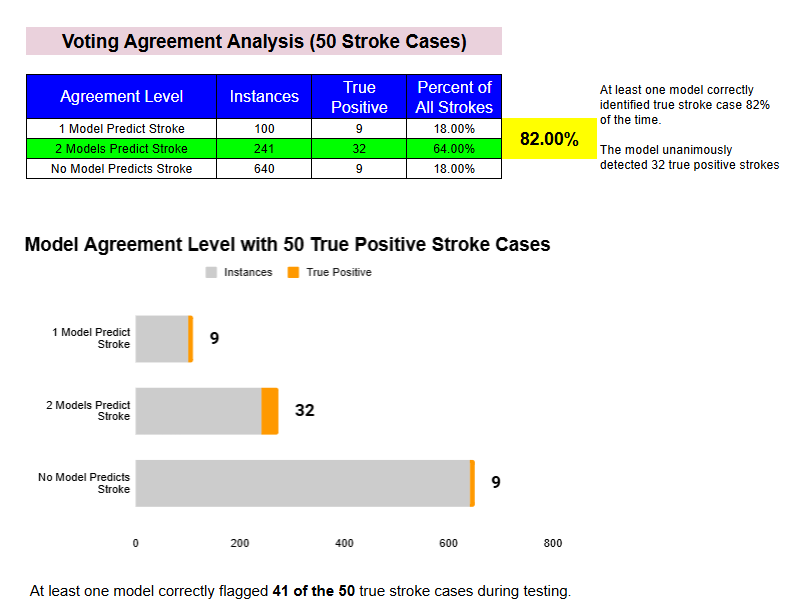 Voting Agreement Analysis (50 Stroke Cases)
Agreement Level Instances True Positive Percent of All Strokes
1 Model Predict Stroke 100 9 18.00%
2 Models Predict Stroke 241 32 64.00%
No Model Predicts Stroke 640 9 18.00%
82.00%
At least one model correctly
identified true stroke case 82%
of the time.
The model unanimously
detected 32 true positive strokes
Model Agreement Level with 50 True Positive Stroke Cases
Instances True Positive
1 Model Predict
Stroke
9
2 Models Predict
Stroke
32
No Model Predicts
Stroke
9
0 200 400 600 800
At least one model correctly flagged 41 of the 50 true stroke cases during testing.